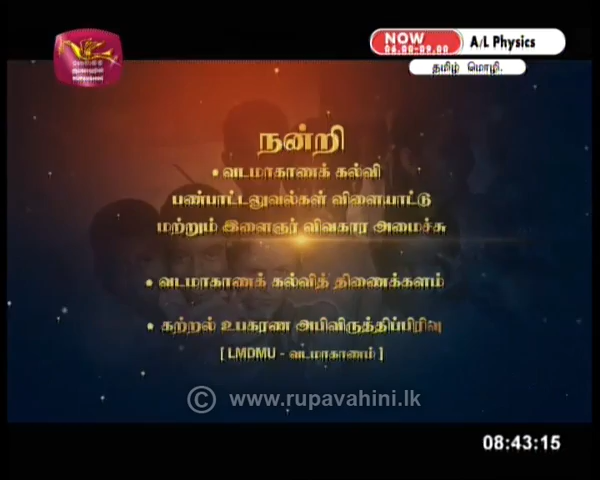 NOW
06.00-09.00
A/L Physics
தமிழ் மொழி.
நன்றி
• வடமாகாணக் கல்வி
பண்பாட்டலுவல்கள் விளையாட்டு
மற்றும் இளைஞர் விவகார அமைச்சு
• வடமாகாணக் கல்வித் திணைக்களம்
• கற்றல் உபகரண அபிவிருத்திப்பிரிவு
[ LMDMU - வடமாகாணம் ]
© www.rupavahini.lk
08:43:15